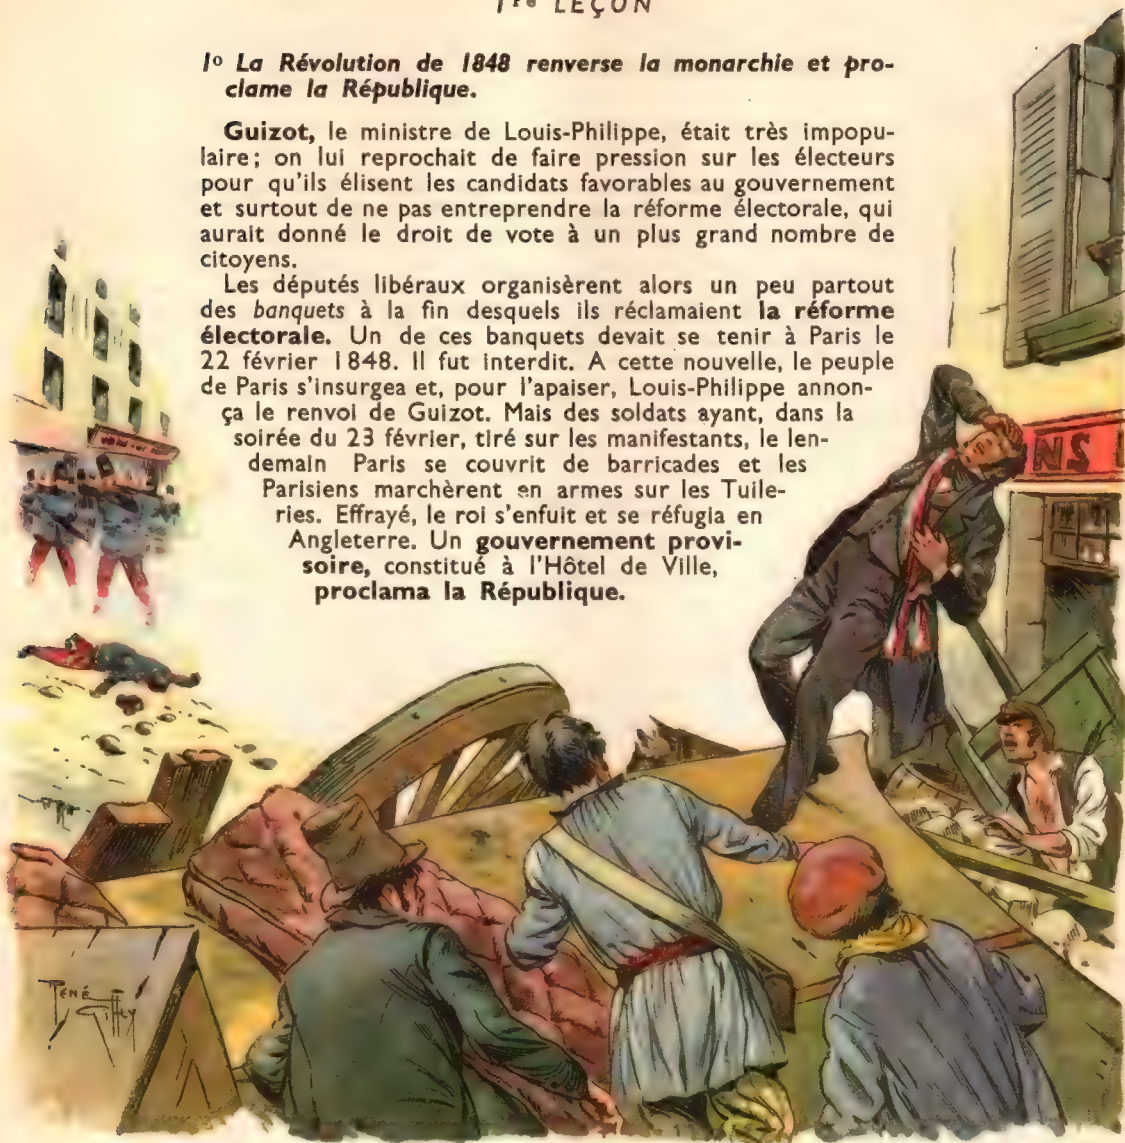 1re LEÇON
1o La Révolution de 1848 renverse la monarchie et pro-
clame la République.
Guizot, le ministre de Louis-Philippe, était très impopu-
laire; on lui reprochait de faire pression sur les électeurs
pour qu'ils élisent les candidats favorables au gouvernement
et surtout de ne pas entreprendre la réforme électorale, qui
aurait donné le droit de vote à un plus grand nombre de
citoyens.
Les députés libéraux organisèrent alors un peu partout
des banquets à la fin desquels ils réclamaient la réforme
électorale. Un de ces banquets devait se tenir à Paris le
22 février 1848. Il fut interdit. A cette nouvelle, le peuple
de Paris s'insurgea et, pour l'apaiser, Louis-Philippe annon-
ça le renvoi de Guizot. Mais des soldats ayant, dans la
soirée du 23 février, tiré sur les manifestants, le len-
demain Paris se couvrit de barricades et les
Parisiens marchèrent en armes sur les Tuile-
ries. Effrayé, le roi s'enfuit et se réfugia en
Angleterre. Un gouvernement provi-
soire, constitué à l'Hôtel de Ville,
proclama la République.
NS
RENÉ
GIFFEY